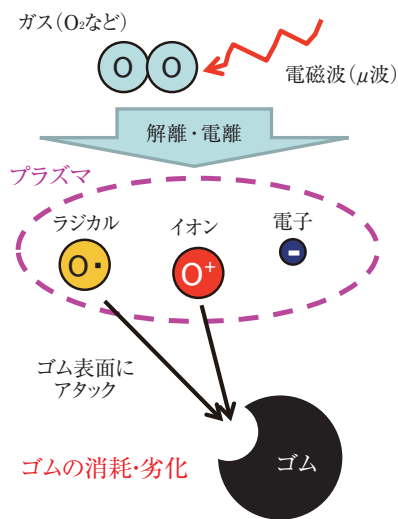 ガス（O₂など）
O O
電磁波（μ波）
解離・電離
プラズマ
ラジカル
イオン
電子
O・
O⁺
-
ゴム表面に
アタック
ゴムの消耗・劣化
ゴム